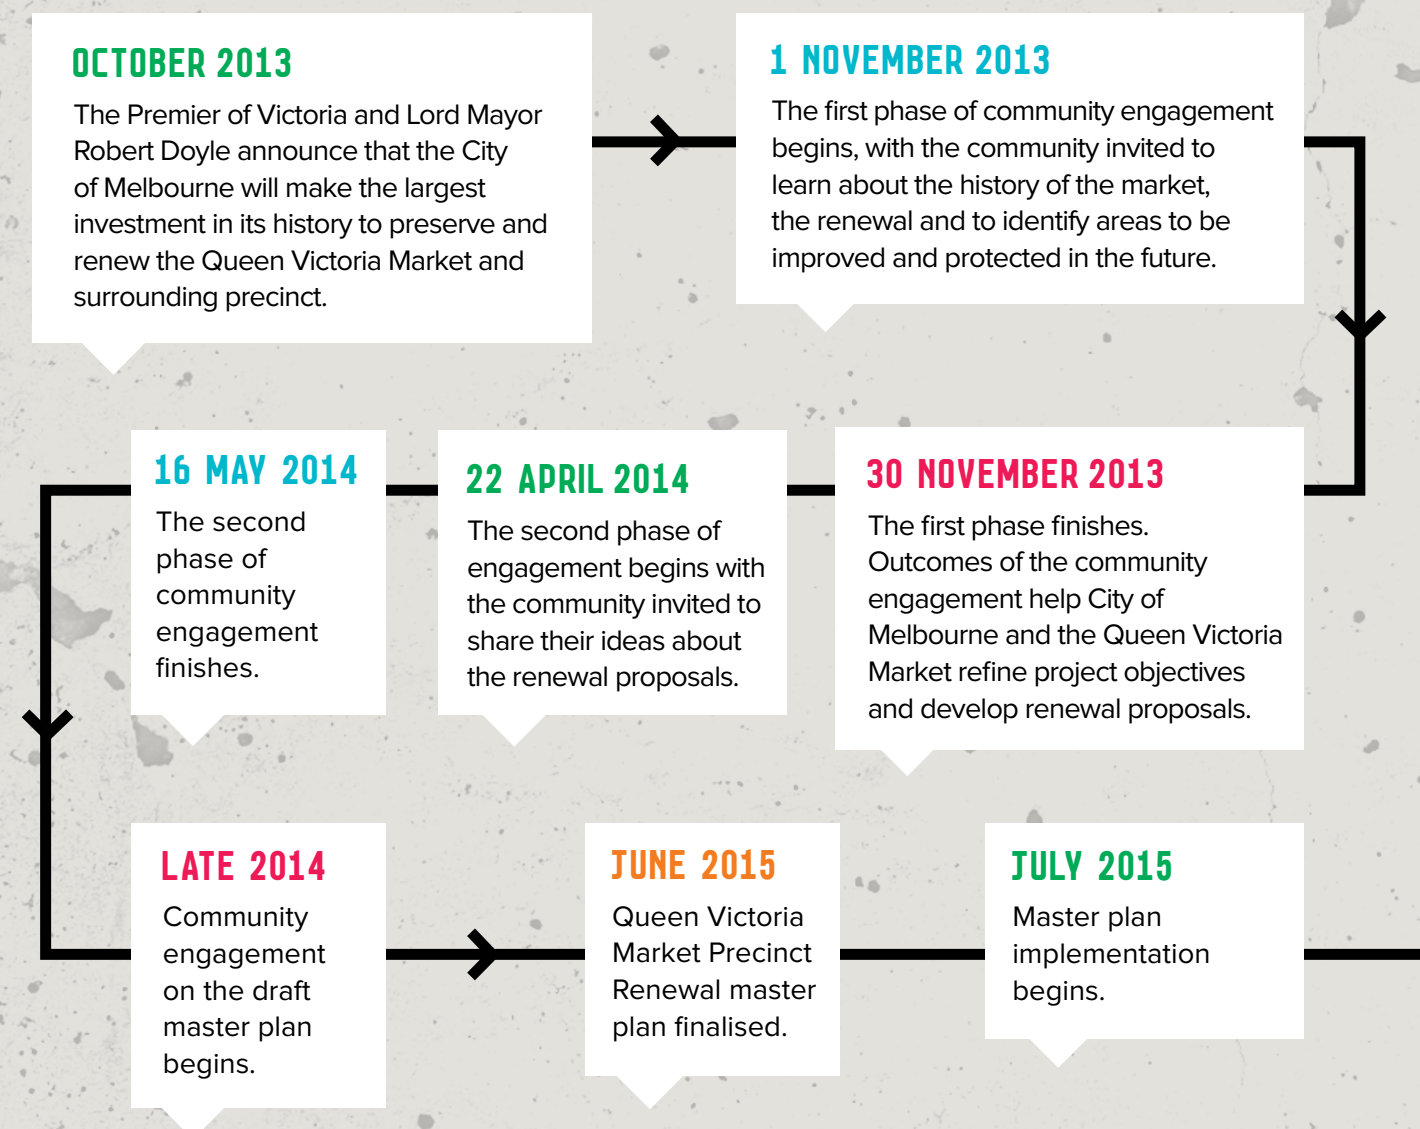 OCTOBER 2013
The Premier of Victoria and Lord Mayor
Robert Doyle announce that the City
of Melbourne will make the largest
investment in its history to preserve and
renew the Queen Victoria Market and
surrounding precinct.
1 NOVEMBER 2013
The first phase of community engagement
begins, with the community invited to
learn about the history of the market,
the renewal and to identify areas to be
improved and protected in the future.
30 NOVEMBER 2013
The first phase finishes.
Outcomes of the community
engagement help City of
Melbourne and the Queen Victoria
Market refine project objectives
and develop renewal proposals.
22 APRIL 2014
The second phase of
engagement begins with
the community invited to
share their ideas about
the renewal proposals.
16 MAY 2014
The second
phase of
community
engagement
finishes.
LATE 2014
Community
engagement
on the draft
master plan
begins.
JUNE 2015
Queen Victoria
Market Precinct
Renewal master
plan finalised.
JULY 2015
Master plan
implementation
begins.